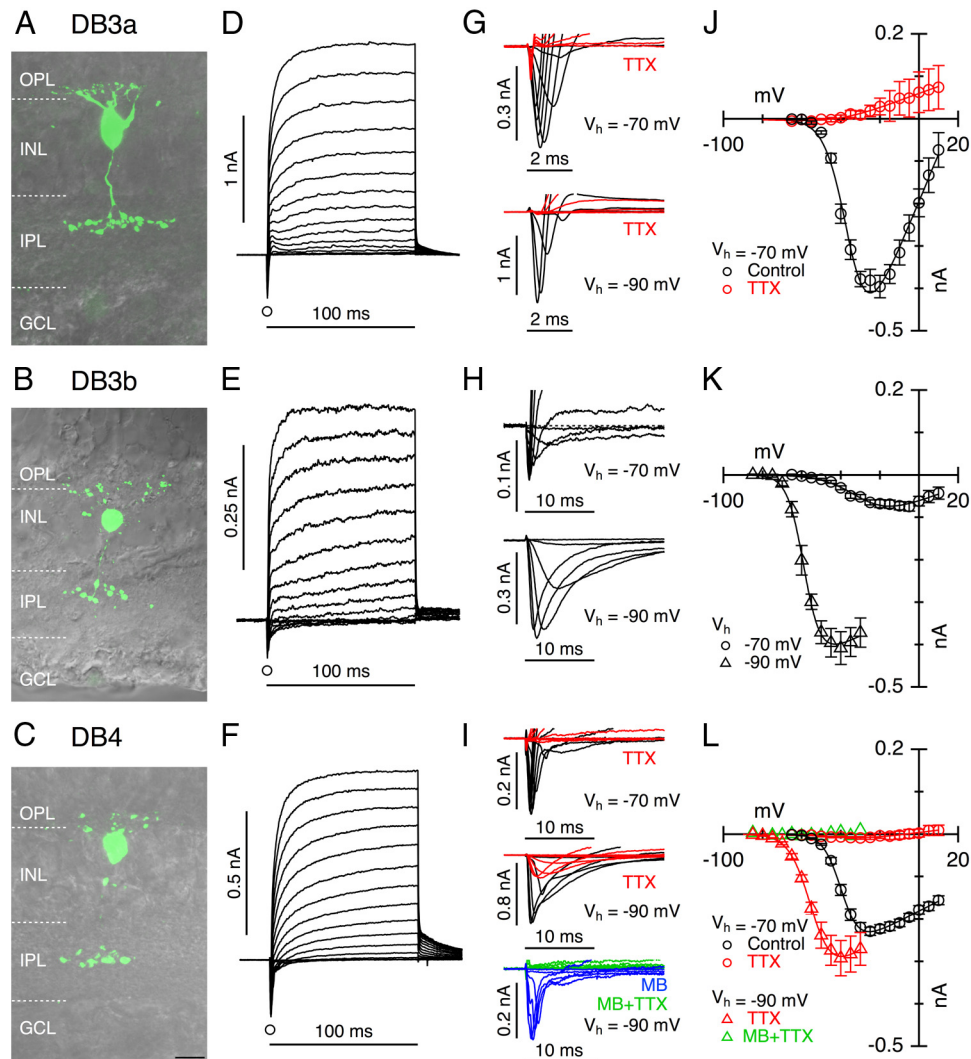 A DB3a
OPL
INL
IPL
GCL
D
1 nA
100 ms
G
0.3 nA
TTX
Vh = -70 mV
2 ms
1 nA
TTX
Vh = -90 mV
2 ms
J
0.2
mV
-100
20
Vh = -70 mV
Control
TTX
nA
-0.5
B DB3b
OPL
INL
IPL
GCL
E
0.25 nA
100 ms
H
0.1 nA
Vh = -70 mV
10 ms
0.3 nA
Vh = -90 mV
10 ms
K
0.2
mV
-100
20
Vh
-70 mV
-90 mV
nA
-0.5
C DB4
OPL
INL
IPL
GCL
F
0.5 nA
100 ms
I
0.2 nA
TTX
Vh = -70 mV
10 ms
0.8 nA
TTX
Vh = -90 mV
10 ms
0.2 nA
MB
MB+TTX
Vh = -90 mV
10 ms
L
0.2
mV
-100
20
Vh = -70 mV
Control
TTX
Vh = -90 mV
TTX
MB+TTX
nA
-0.5